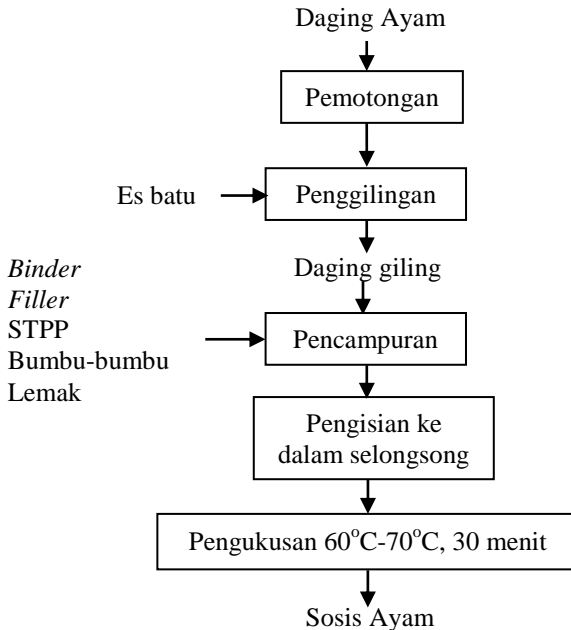 Daging Ayam
Pemotongan
Es batu
Penggilingan
Daging giling
Binder
Filler
STPP
Bumbu-bumbu
Lemak
Pencampuran
Pengisian ke
dalam selongsong
Pengukusan 60°C-70°C, 30 menit
Sosis Ayam